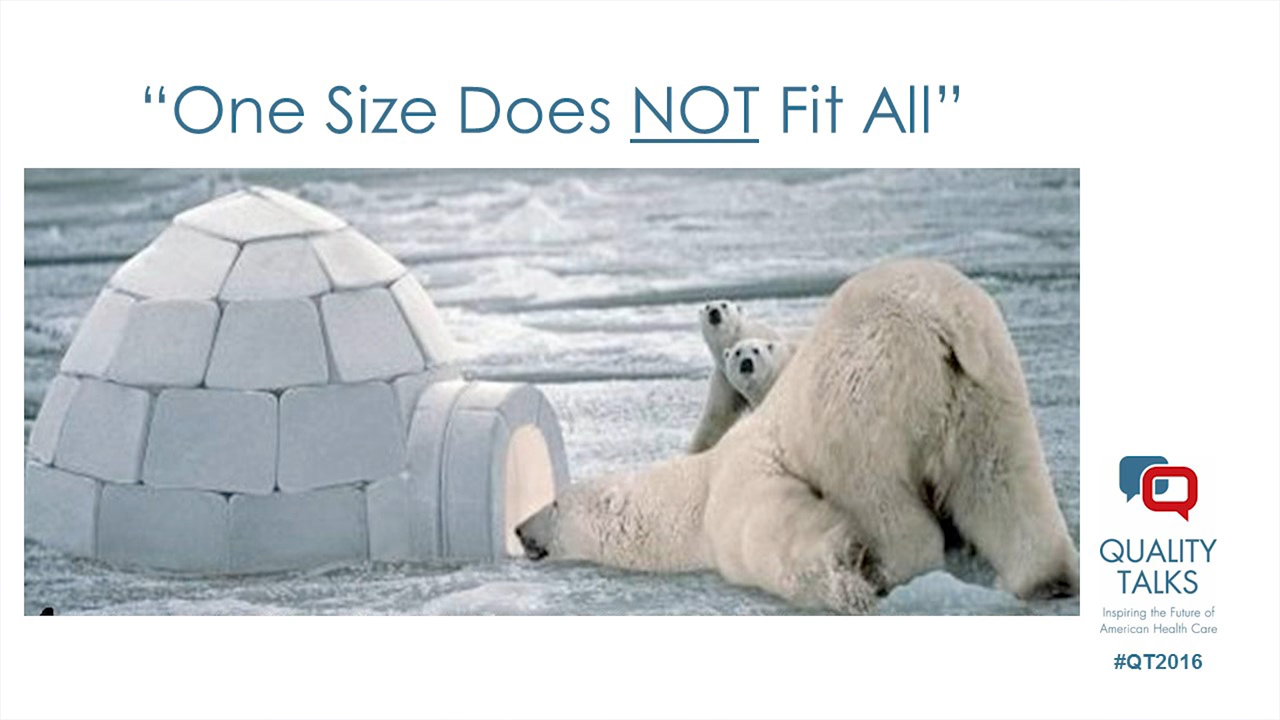 “One Size Does NOT Fit All”
QUALITY
TALKS
Inspiring the Future of
American Health Care
#QT2016